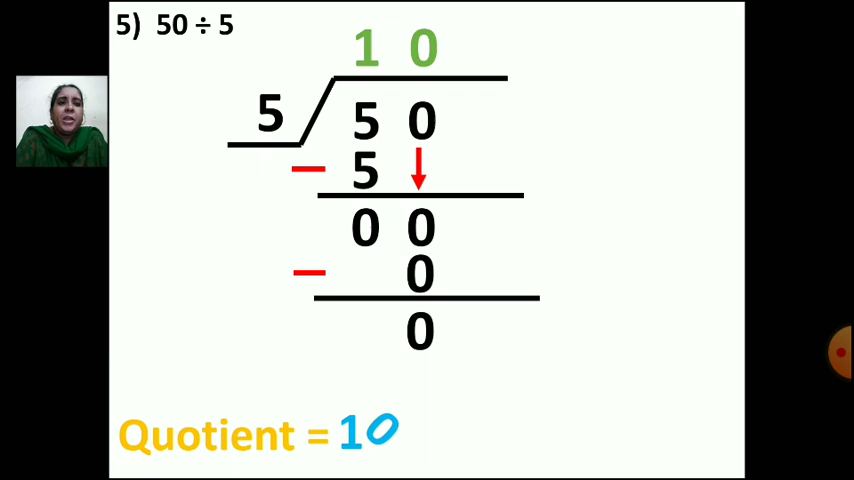 5) 50 ÷ 5
1 0
5 5 0
− 5 ↓
0 0
− 0
0
Quotient = 10